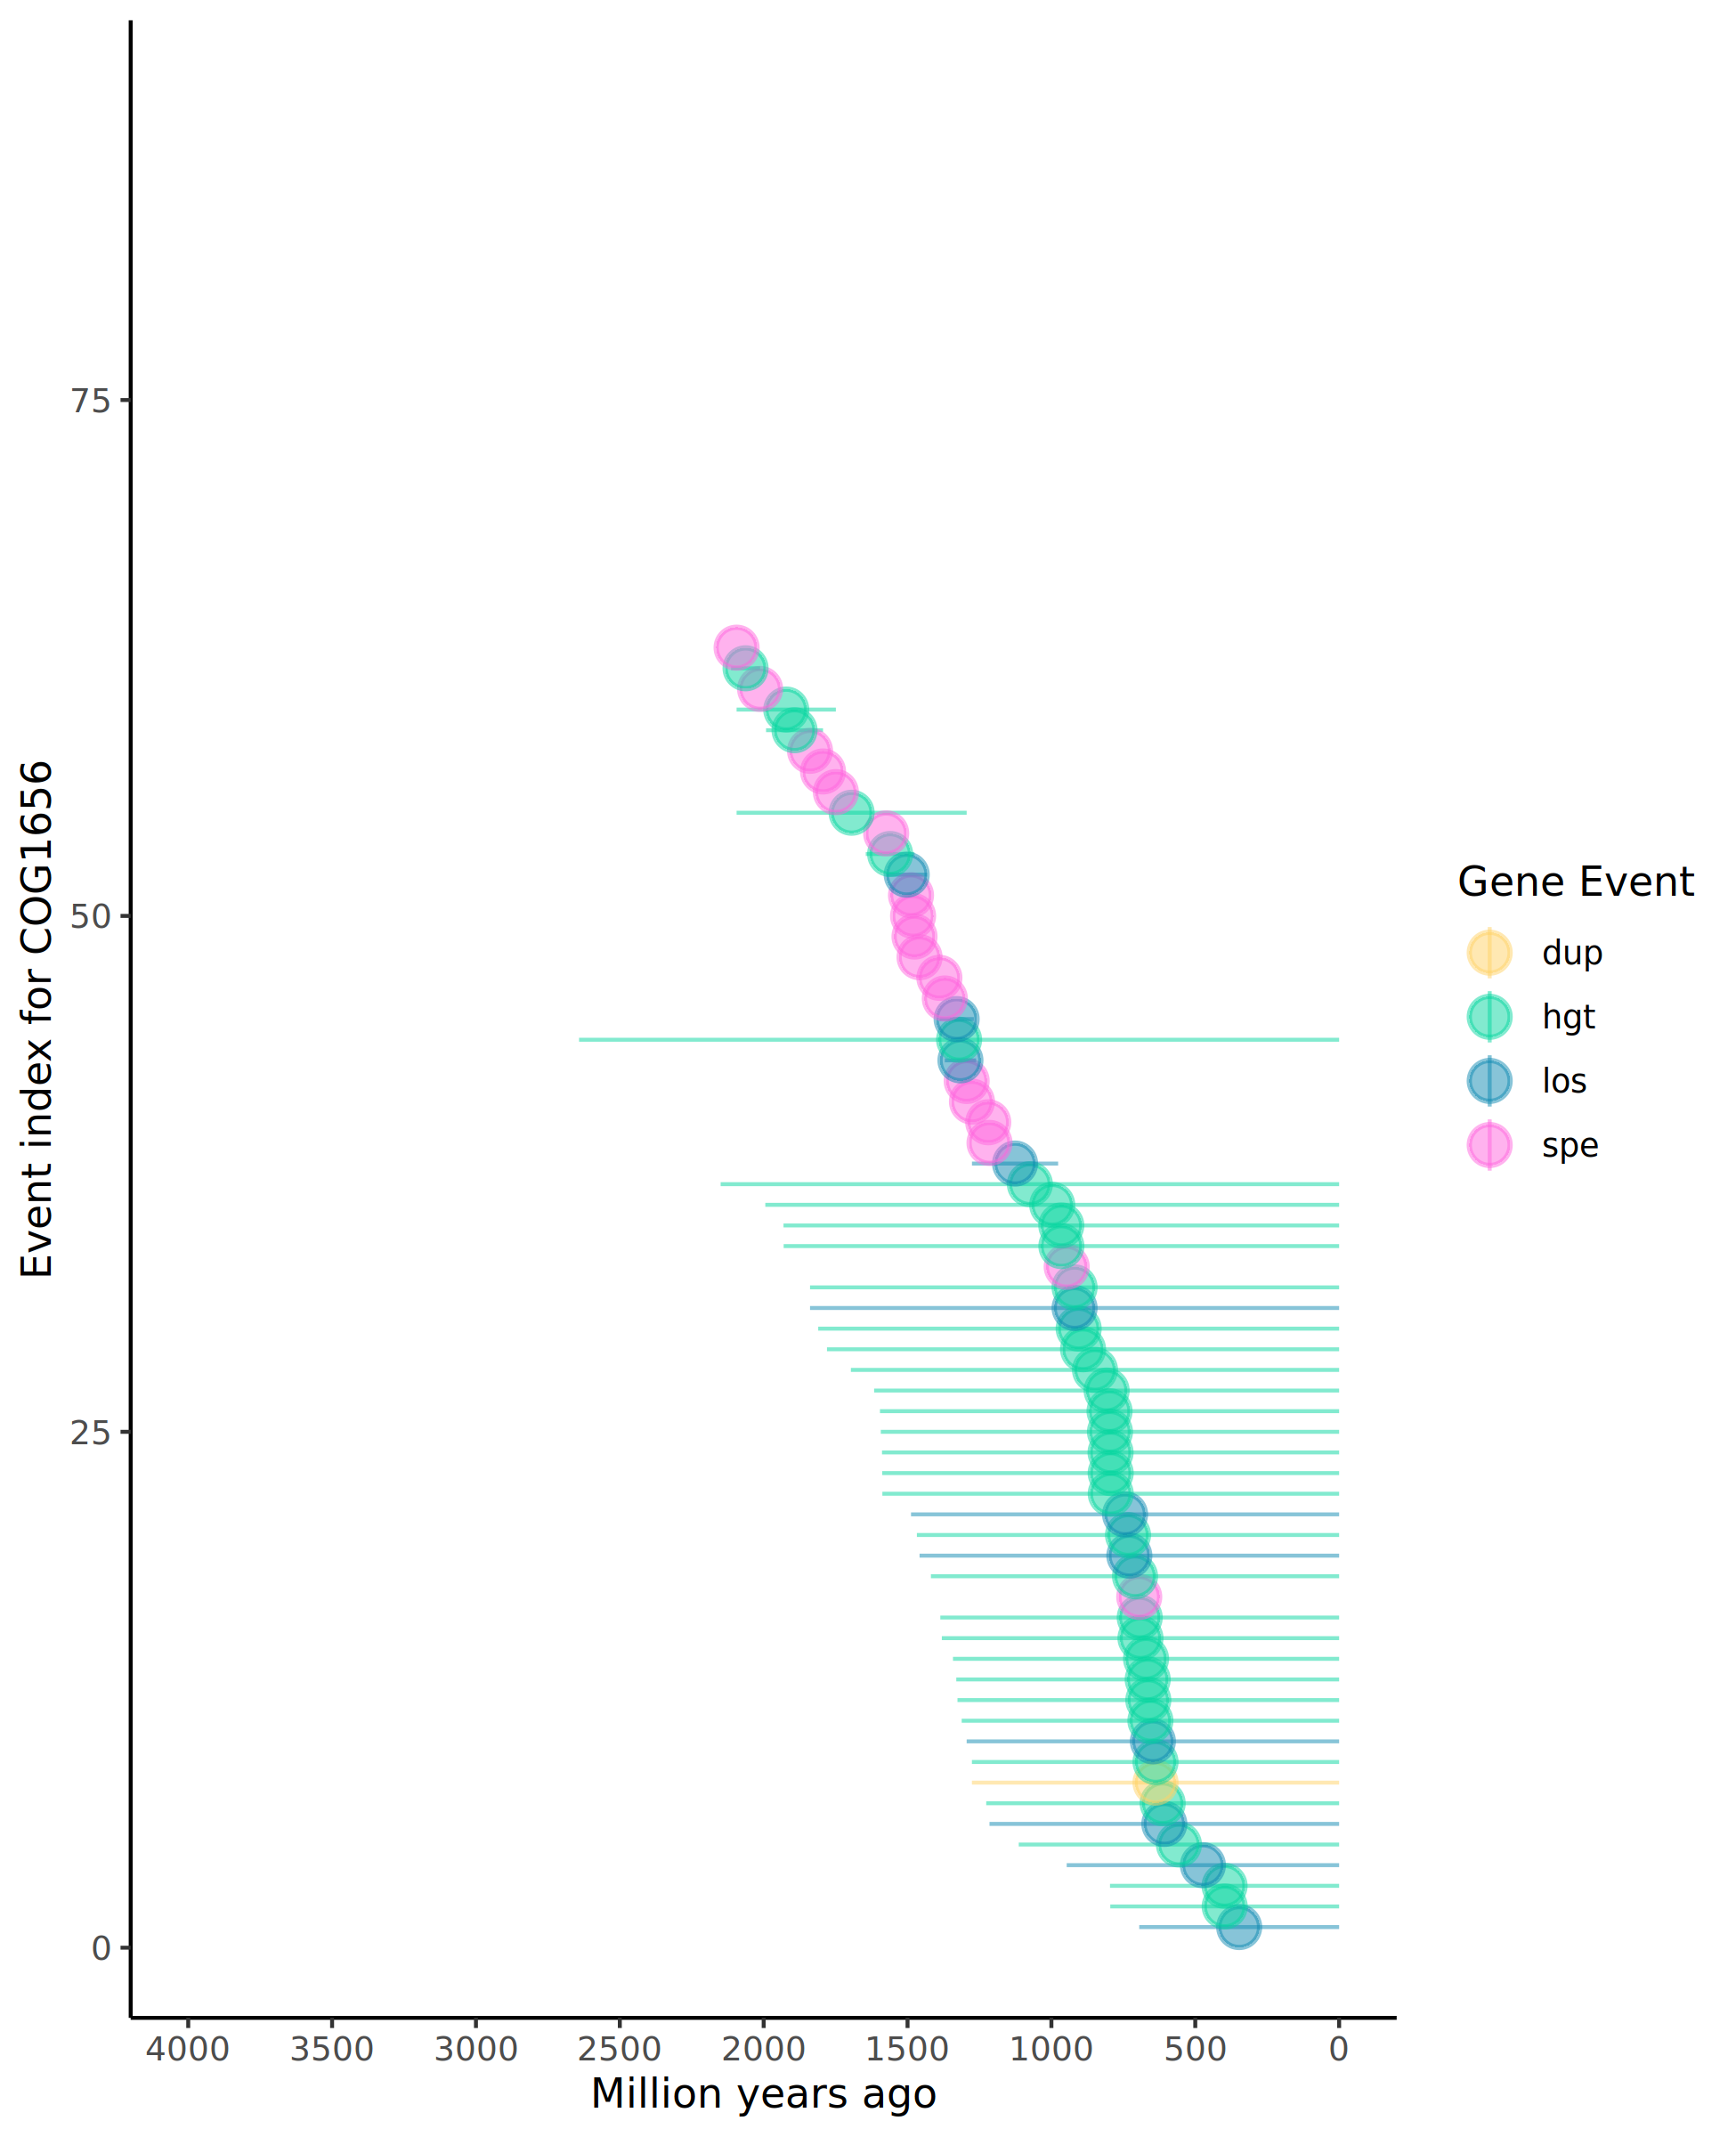 Event index for COG1656
75
50
25
0
4000 3500 3000 2500 2000 1500 1000 500 0
Million years ago
Gene Event
dup
hgt
los
spe